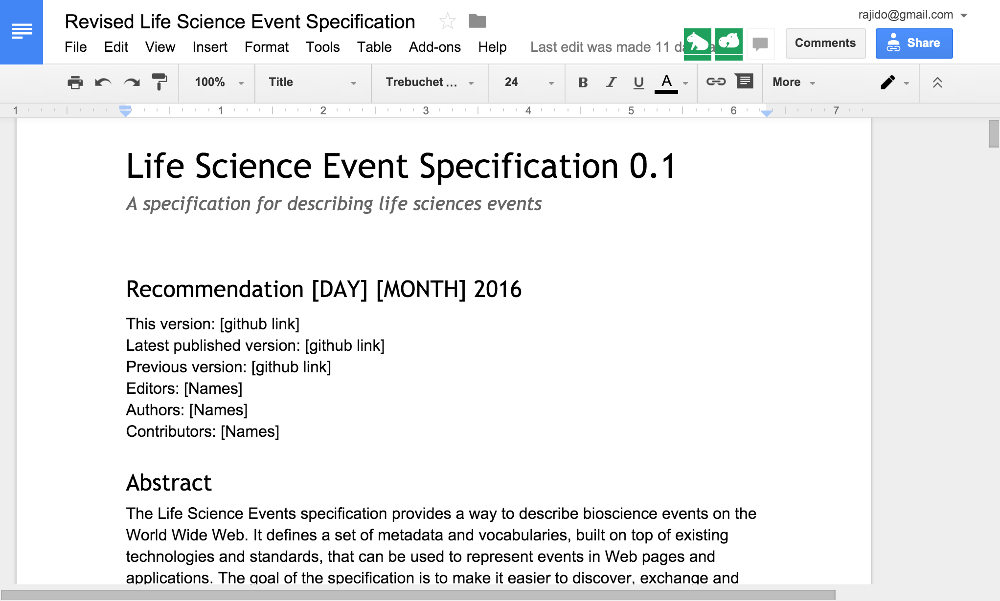 Revised Life Science Event Specification
rajido@gmail.com
File Edit View Insert Format Tools Table Add-ons Help Last edit was made 11
Comments
Share
100% Title Trebuchet ... 24 B I U A More
1 1 2 3 4 5 6 7
Life Science Event Specification 0.1
A specification for describing life sciences events
Recommendation [DAY] [MONTH] 2016
This version: [github link]
Latest published version: [github link]
Previous version: [github link]
Editors: [Names]
Authors: [Names]
Contributors: [Names]
Abstract
The Life Science Events specification provides a way to describe bioscience events on the
World Wide Web. It defines a set of metadata and vocabularies, built on top of existing
technologies and standards, that can be used to represent events in Web pages and
applications. The goal of the specification is to make it easier to discover, exchange and